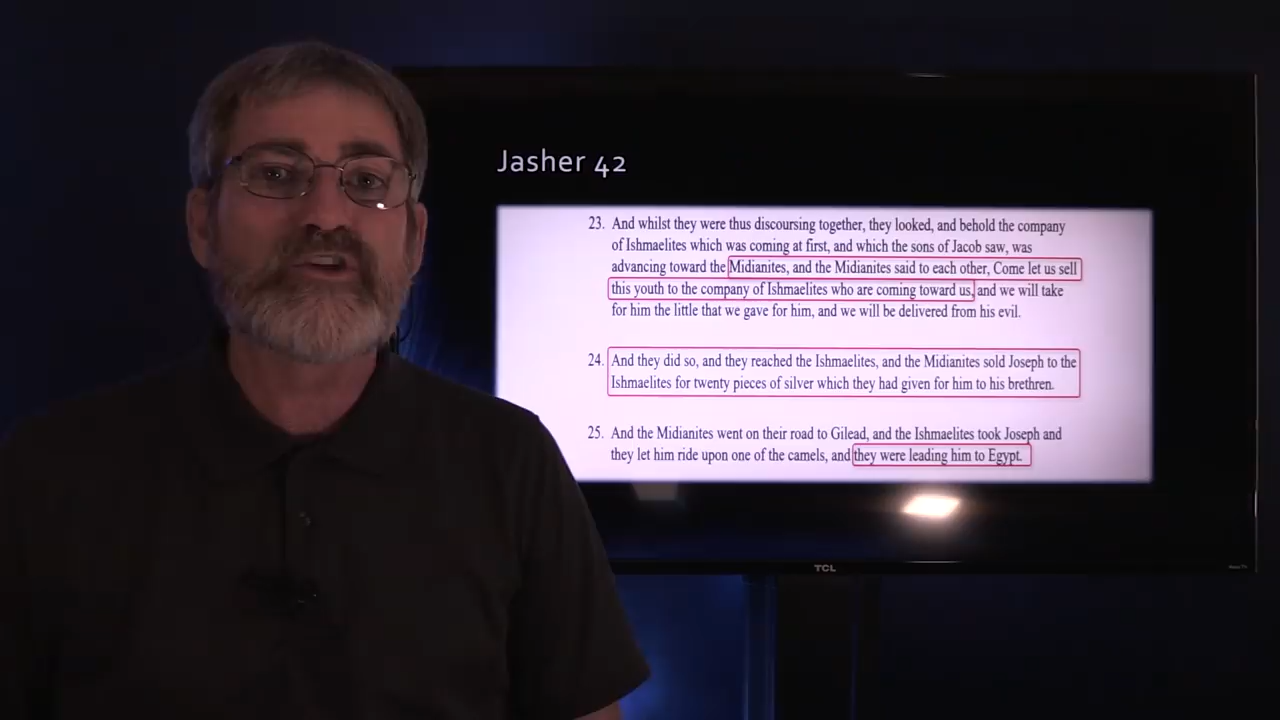 Jasher 42
23. And whilst they were thus discoursing together, they looked, and behold the company
of Ishmaelites which was coming at first, and which the sons of Jacob saw, was
advancing toward the Midianites, and the Midianites said to each other, Come let us sell
this youth to the company of Ishmaelites who are coming toward us, and we will take
for him the little that we gave for him, and we will be delivered from his evil.
24. And they did so, and they reached the Ishmaelites, and the Midianites sold Joseph to the
Ishmaelites for twenty pieces of silver which they had given for him to his brethren.
25. And the Midianites went on their road to Gilead, and the Ishmaelites took Joseph and
they let him ride upon one of the camels, and they were leading him to Egypt.
TCL